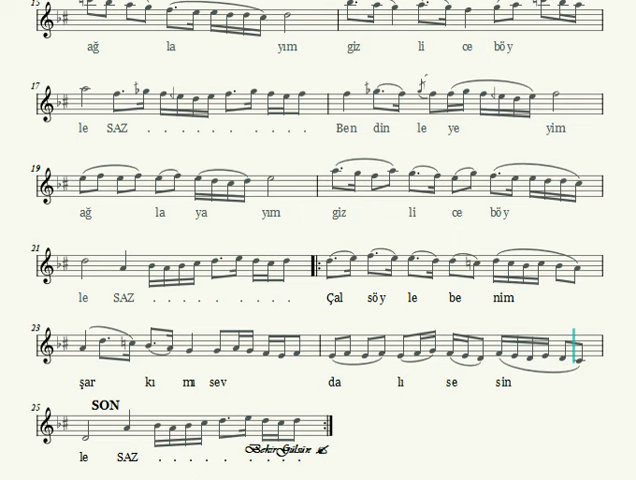 15
ağ la yım giz li ce böy
17
le SAZ . . . . . . . . . Ben din le ye yim
19
ağ la ya yım giz li ce böy
21
le SAZ . . . . . . . . Çal söy le be nim
23
şar kı mı sev da lı se sin
25
SON
le SAZ . . . . . . . .
Bekir Gülsün